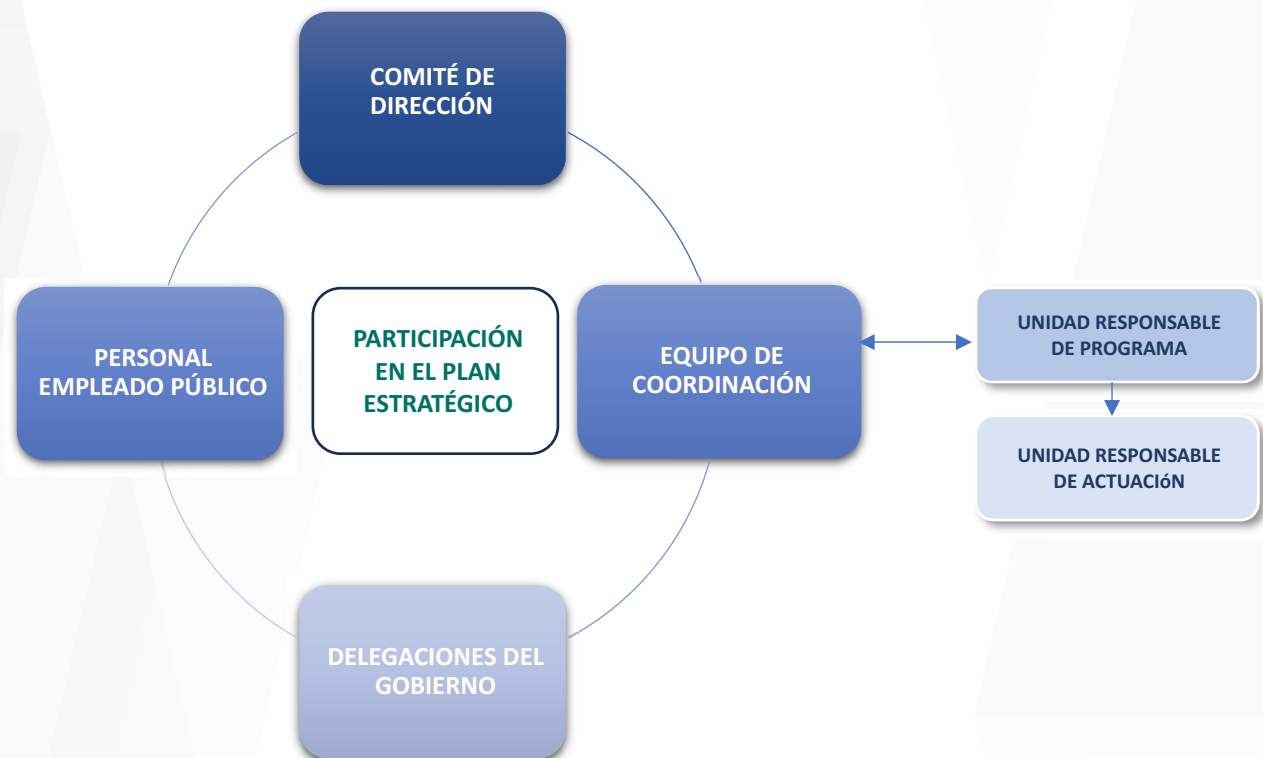 COMITÉ DE
DIRECCIÓN
PERSONAL
EMPLEADO PÚBLICO
PARTICIPACIÓN
EN EL PLAN
ESTRATÉGICO
EQUIPO DE
COORDINACIÓN
UNIDAD RESPONSABLE
DE PROGRAMA
UNIDAD RESPONSABLE
DE ACTUACIóN
DELEGACIONES DEL
GOBIERNO